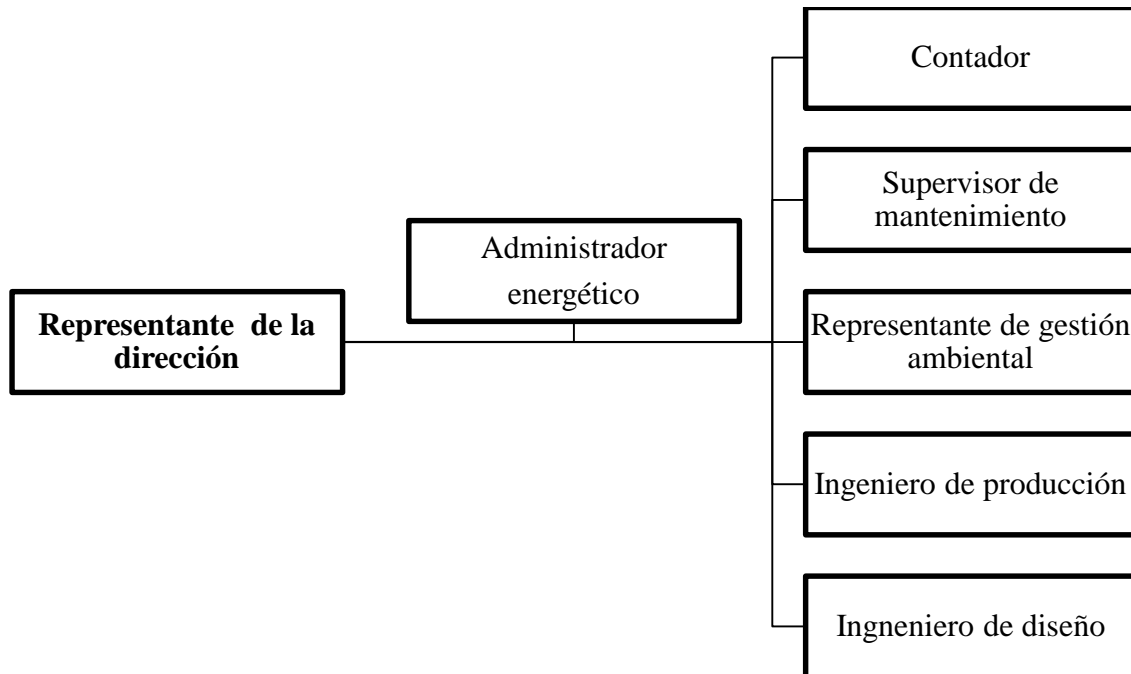 Representante de la
dirección
Administrador
energético
Contador
Supervisor de
mantenimiento
Representante de gestión
ambiental
Ingeniero de producción
Ingneniero de diseño